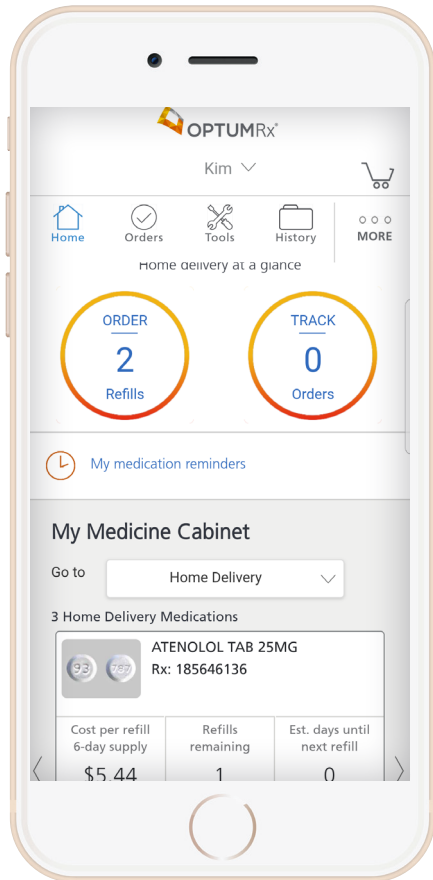 OPTUMRx®
Kim
Home
Orders
Tools
History
MORE
Home delivery at a glance
ORDER
2
Refills
TRACK
0
Orders
My medication reminders
My Medicine Cabinet
Go to
Home Delivery
3 Home Delivery Medications
93
787
ATENOLOL TAB 25MG
Rx: 185646136
Cost per refill
6-day supply
$5.44
Refills
remaining
1
Est. days until
next refill
0